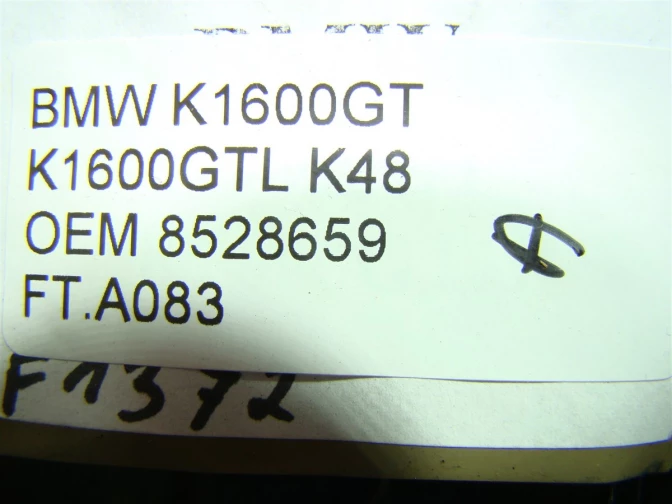 BMW K1600GT
K1600GTL K48
OEM 8528659
FT.A083
F1372